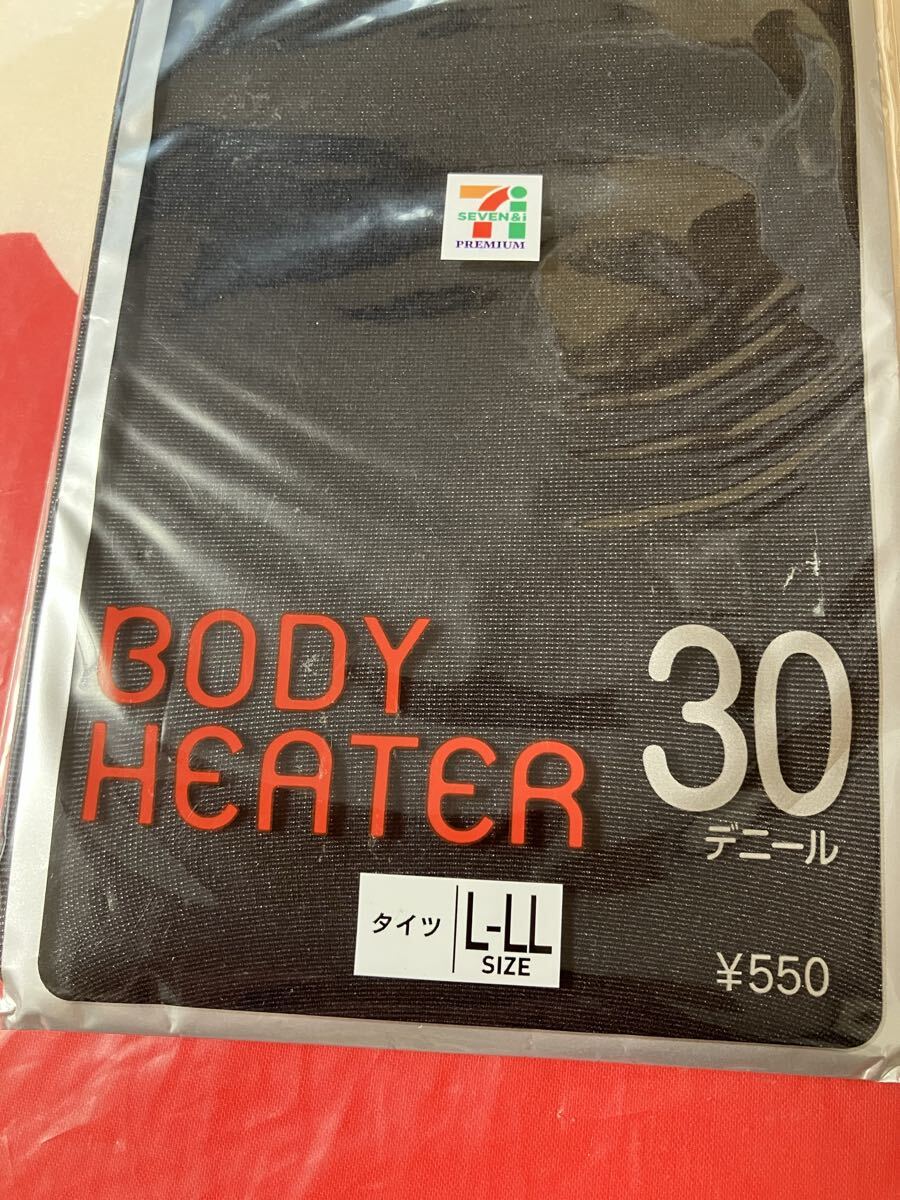 7i
SEVEN&i
PREMIUM
BODY
HEATER
30
デニール
タイツ
L-LL
SIZE
¥550